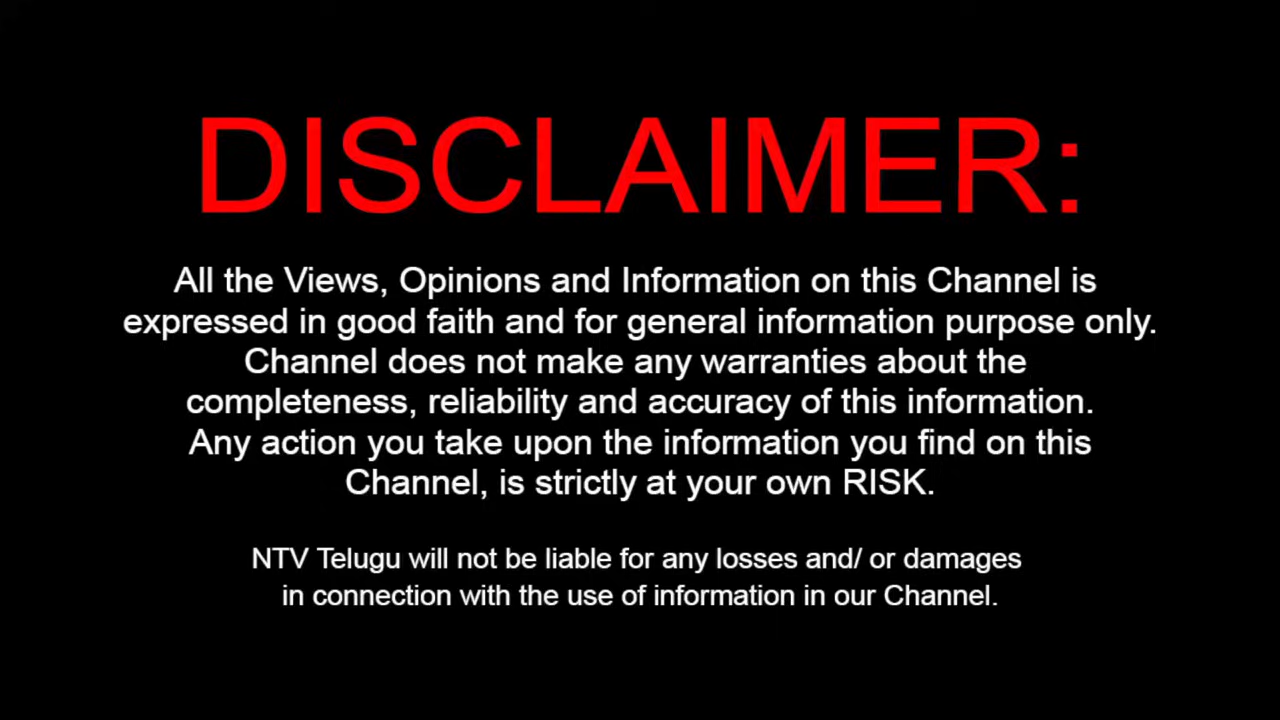 DISCLAIMER:
All the Views, Opinions and Information on this Channel is
expressed in good faith and for general information purpose only.
Channel does not make any warranties about the
completeness, reliability and accuracy of this information.
Any action you take upon the information you find on this
Channel, is strictly at your own RISK.
NTV Telugu will not be liable for any losses and/ or damages
in connection with the use of information in our Channel.